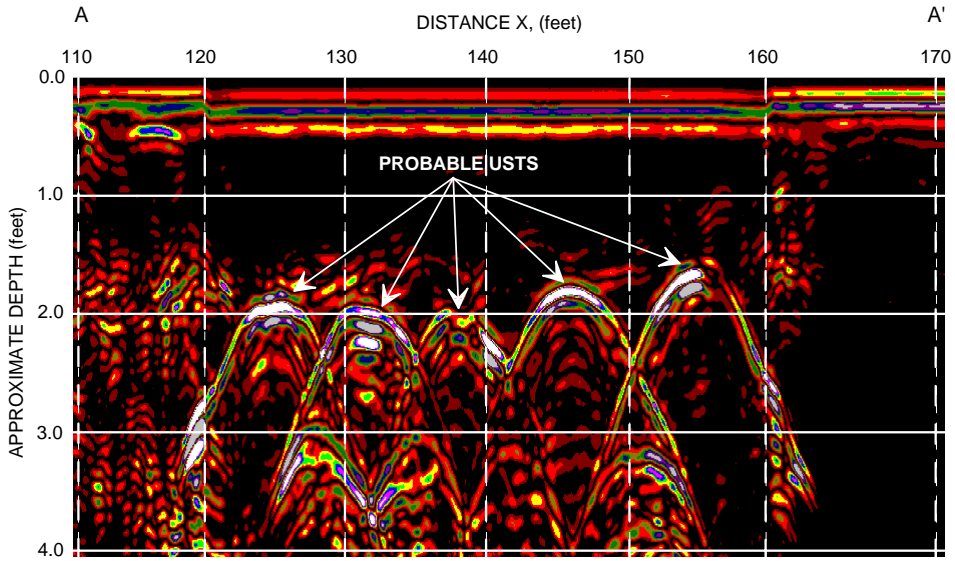 A
DISTANCE X, (feet)
A'
110 120 130 140 150 160 170
0.0
PROBABLE USTS
1.0
APPROXIMATE DEPTH (feet)
2.0
3.0
4.0